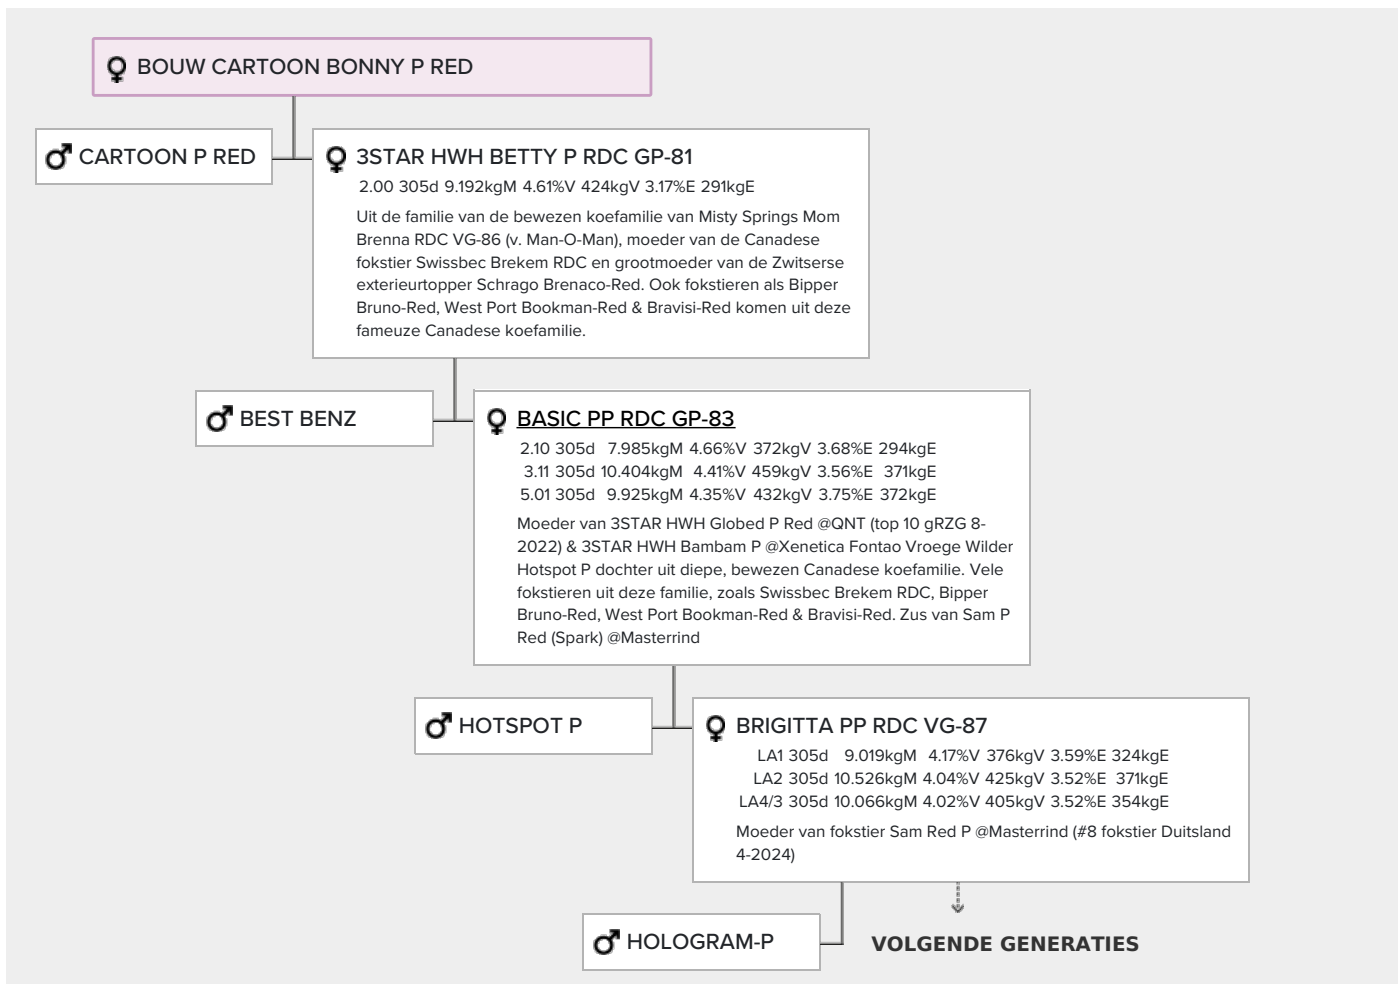 BOUW CARTOON BONNY P RED
CARTOON P RED
3STAR HWH BETTY P RDC GP-81
2.00 305d 9.192kgM 4.61%V 424kgV 3.17%E 291kgE
Uit de familie van de bewezen koefamilie van Misty Springs Mom
Brenna RDC VG-86 (v. Man-O-Man), moeder van de Canadese
fokstier Swissbec Brekem RDC en grootmoeder van de Zwitserse
exterieurtopper Schrago Brenaco-Red. Ook fokstieren als Bipper
Bruno-Red, West Port Bookman-Red & Bravisi-Red komen uit deze
fameuze Canadese koefamilie.
BEST BENZ
BASIC PP RDC GP-83
2.10 305d 7.985kgM 4.66%V 372kgV 3.68%E 294kgE
3.11 305d 10.404kgM 4.41%V 459kgV 3.56%E 371kgE
5.01 305d 9.925kgM 4.35%V 432kgV 3.75%E 372kgE
Moeder van 3STAR HWH Globed P Red @QNT (top 10 gRZG 8-
2022) & 3STAR HWH Bambam P @Xenetica Fontao Vroege Wilder
Hotspot P dochter uit diepe, bewezen Canadese koefamilie. Vele
fokstieren uit deze familie, zoals Swissbec Brekem RDC, Bipper
Bruno-Red, West Port Bookman-Red & Bravisi-Red. Zus van Sam P
Red (Spark) @Masterrind
HOTSPOT P
BRIGITTA PP RDC VG-87
LA1 305d 9.019kgM 4.17%V 376kgV 3.59%E 324kgE
LA2 305d 10.526kgM 4.04%V 425kgV 3.52%E 371kgE
LA4/3 305d 10.066kgM 4.02%V 405kgV 3.52%E 354kgE
Moeder van fokstier Sam Red P @Masterrind (#8 fokstier Duitsland
4-2024)
HOLOGRAM-P
VOLGENDE GENERATIES